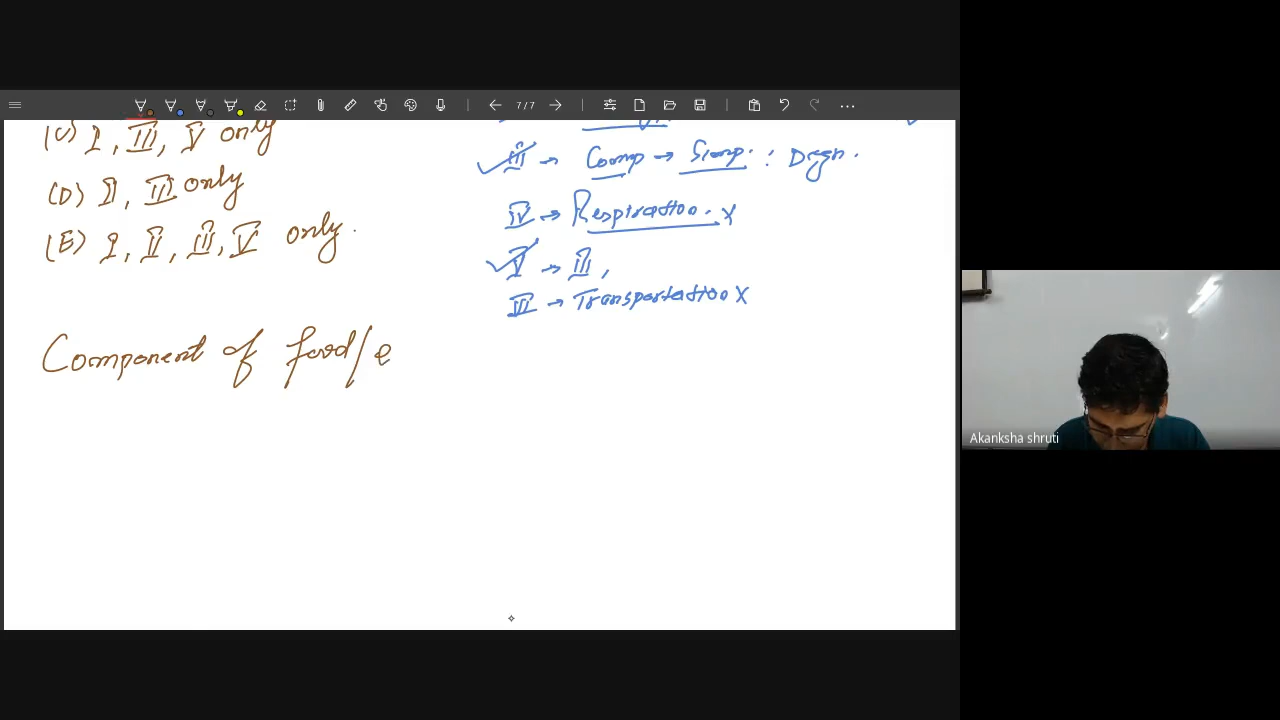 7/7
(C) I, III, V only
(D) II, III only
(E) I, II, III, V only.
III → Comp → Simp. : Dign.
IV → Respiration. X
V → III,
III → Transportation X
Component of food/e
Akanksha shruti